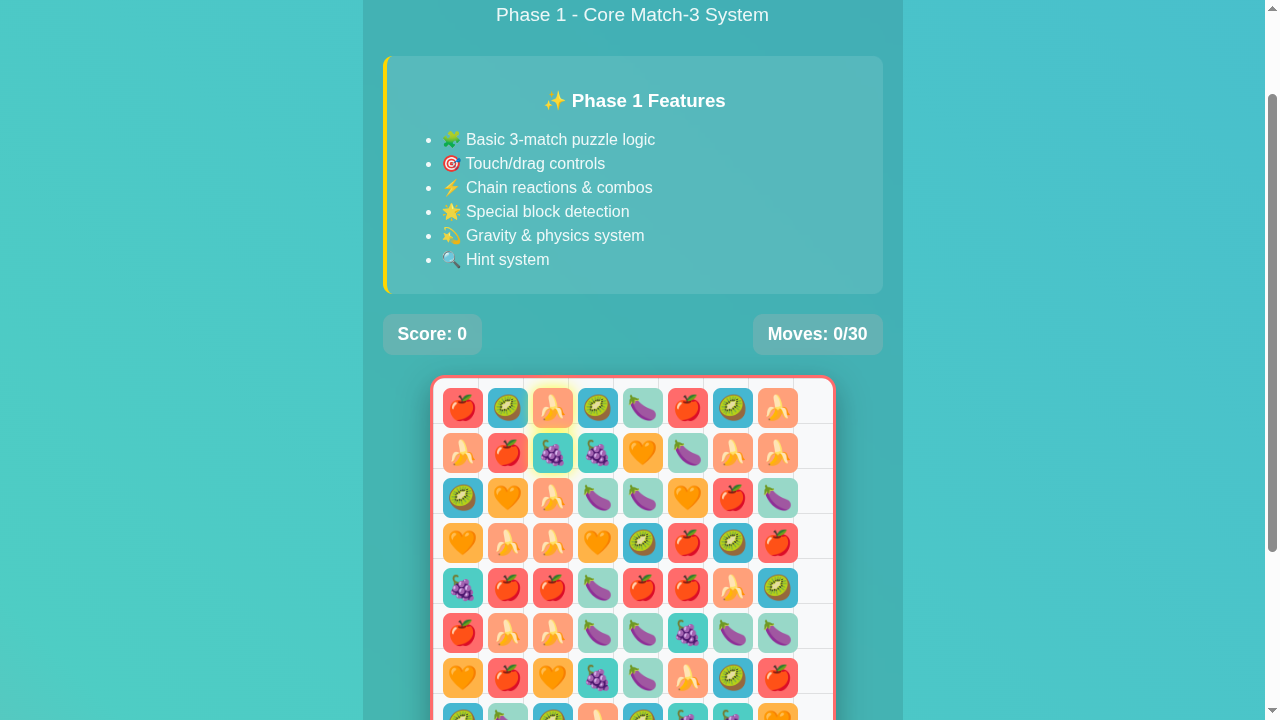 Phase 1 - Core Match-3 System
✨ Phase 1 Features
• 🧩 Basic 3-match puzzle logic
• 🎯 Touch/drag controls
• ⚡ Chain reactions & combos
• 🌟 Special block detection
• 💫 Gravity & physics system
• 🔍 Hint system
Score: 0
Moves: 0/30